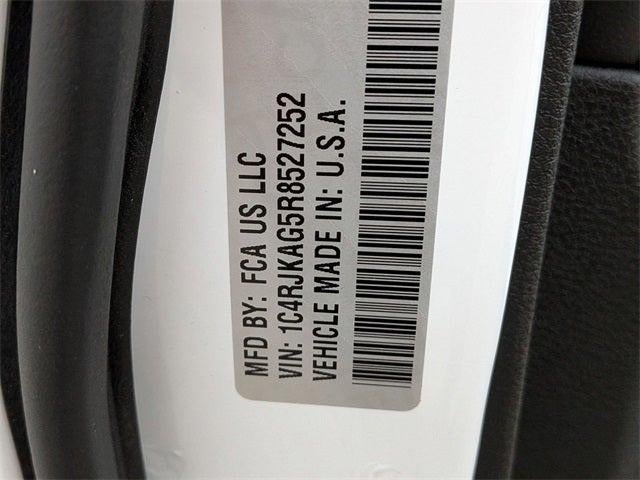 MFD BY: FCA US LLC
VIN: 1C4RJKAG5R8527252
VEHICLE MADE IN: U.S.A.